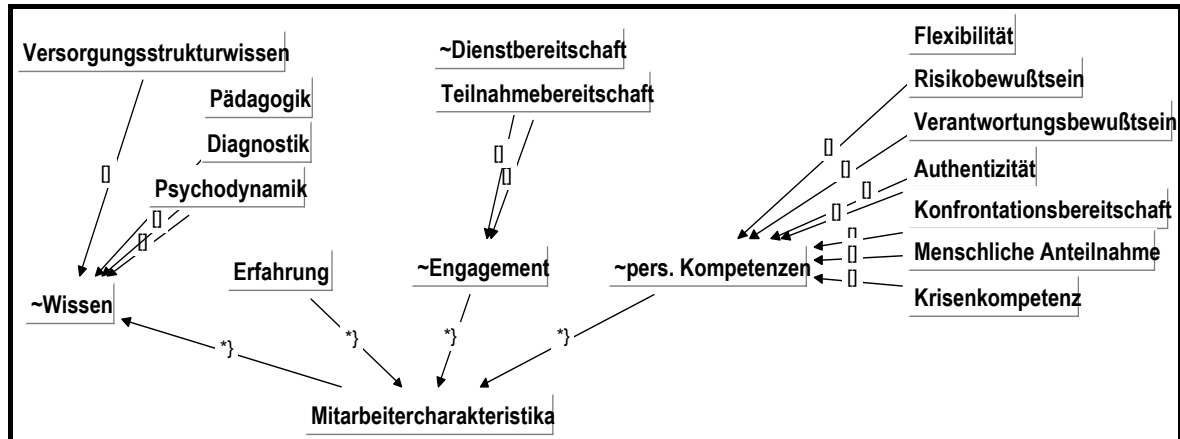 Versorgungsstrukturwissen
Pädagogik
Diagnostik
Psychodynamik
~Dienstbereitschaft
Teilnahmebereitschaft
Flexibilität
Risikobewußtsein
Verantwortungsbewußtsein
Authentizität
Konfrontationsbereitschaft
Menschliche Anteilnahme
Krisenkompetenz
[]
[]
[]
[]
[]
[]
[]
[]
[]
[]
[]
[]
~Wissen
Erfahrung
~Engagement
~pers. Kompetenzen
*}
*}
*}
*}
Mitarbeitercharakteristika